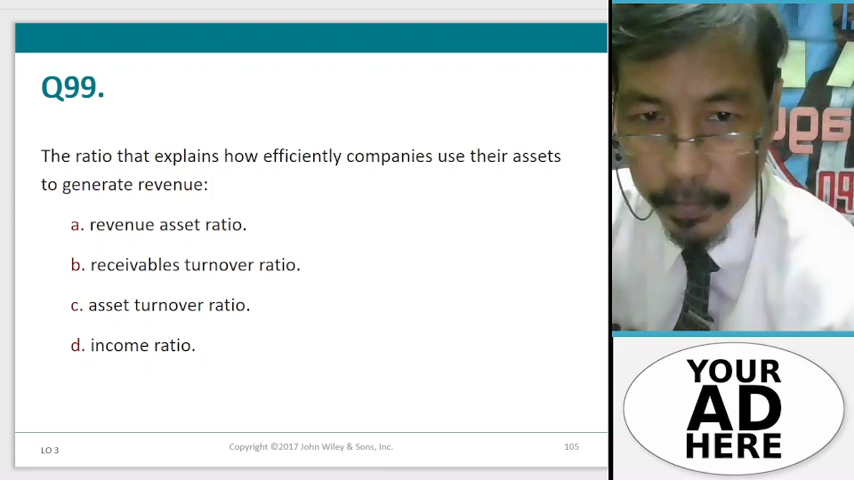 Q99.
The ratio that explains how efficiently companies use their assets
to generate revenue:
a. revenue asset ratio.
b. receivables turnover ratio.
c. asset turnover ratio.
d. income ratio.
LO 3
Copyright ©2017 John Wiley & Sons, Inc.
105
09
YOUR
AD
HERE